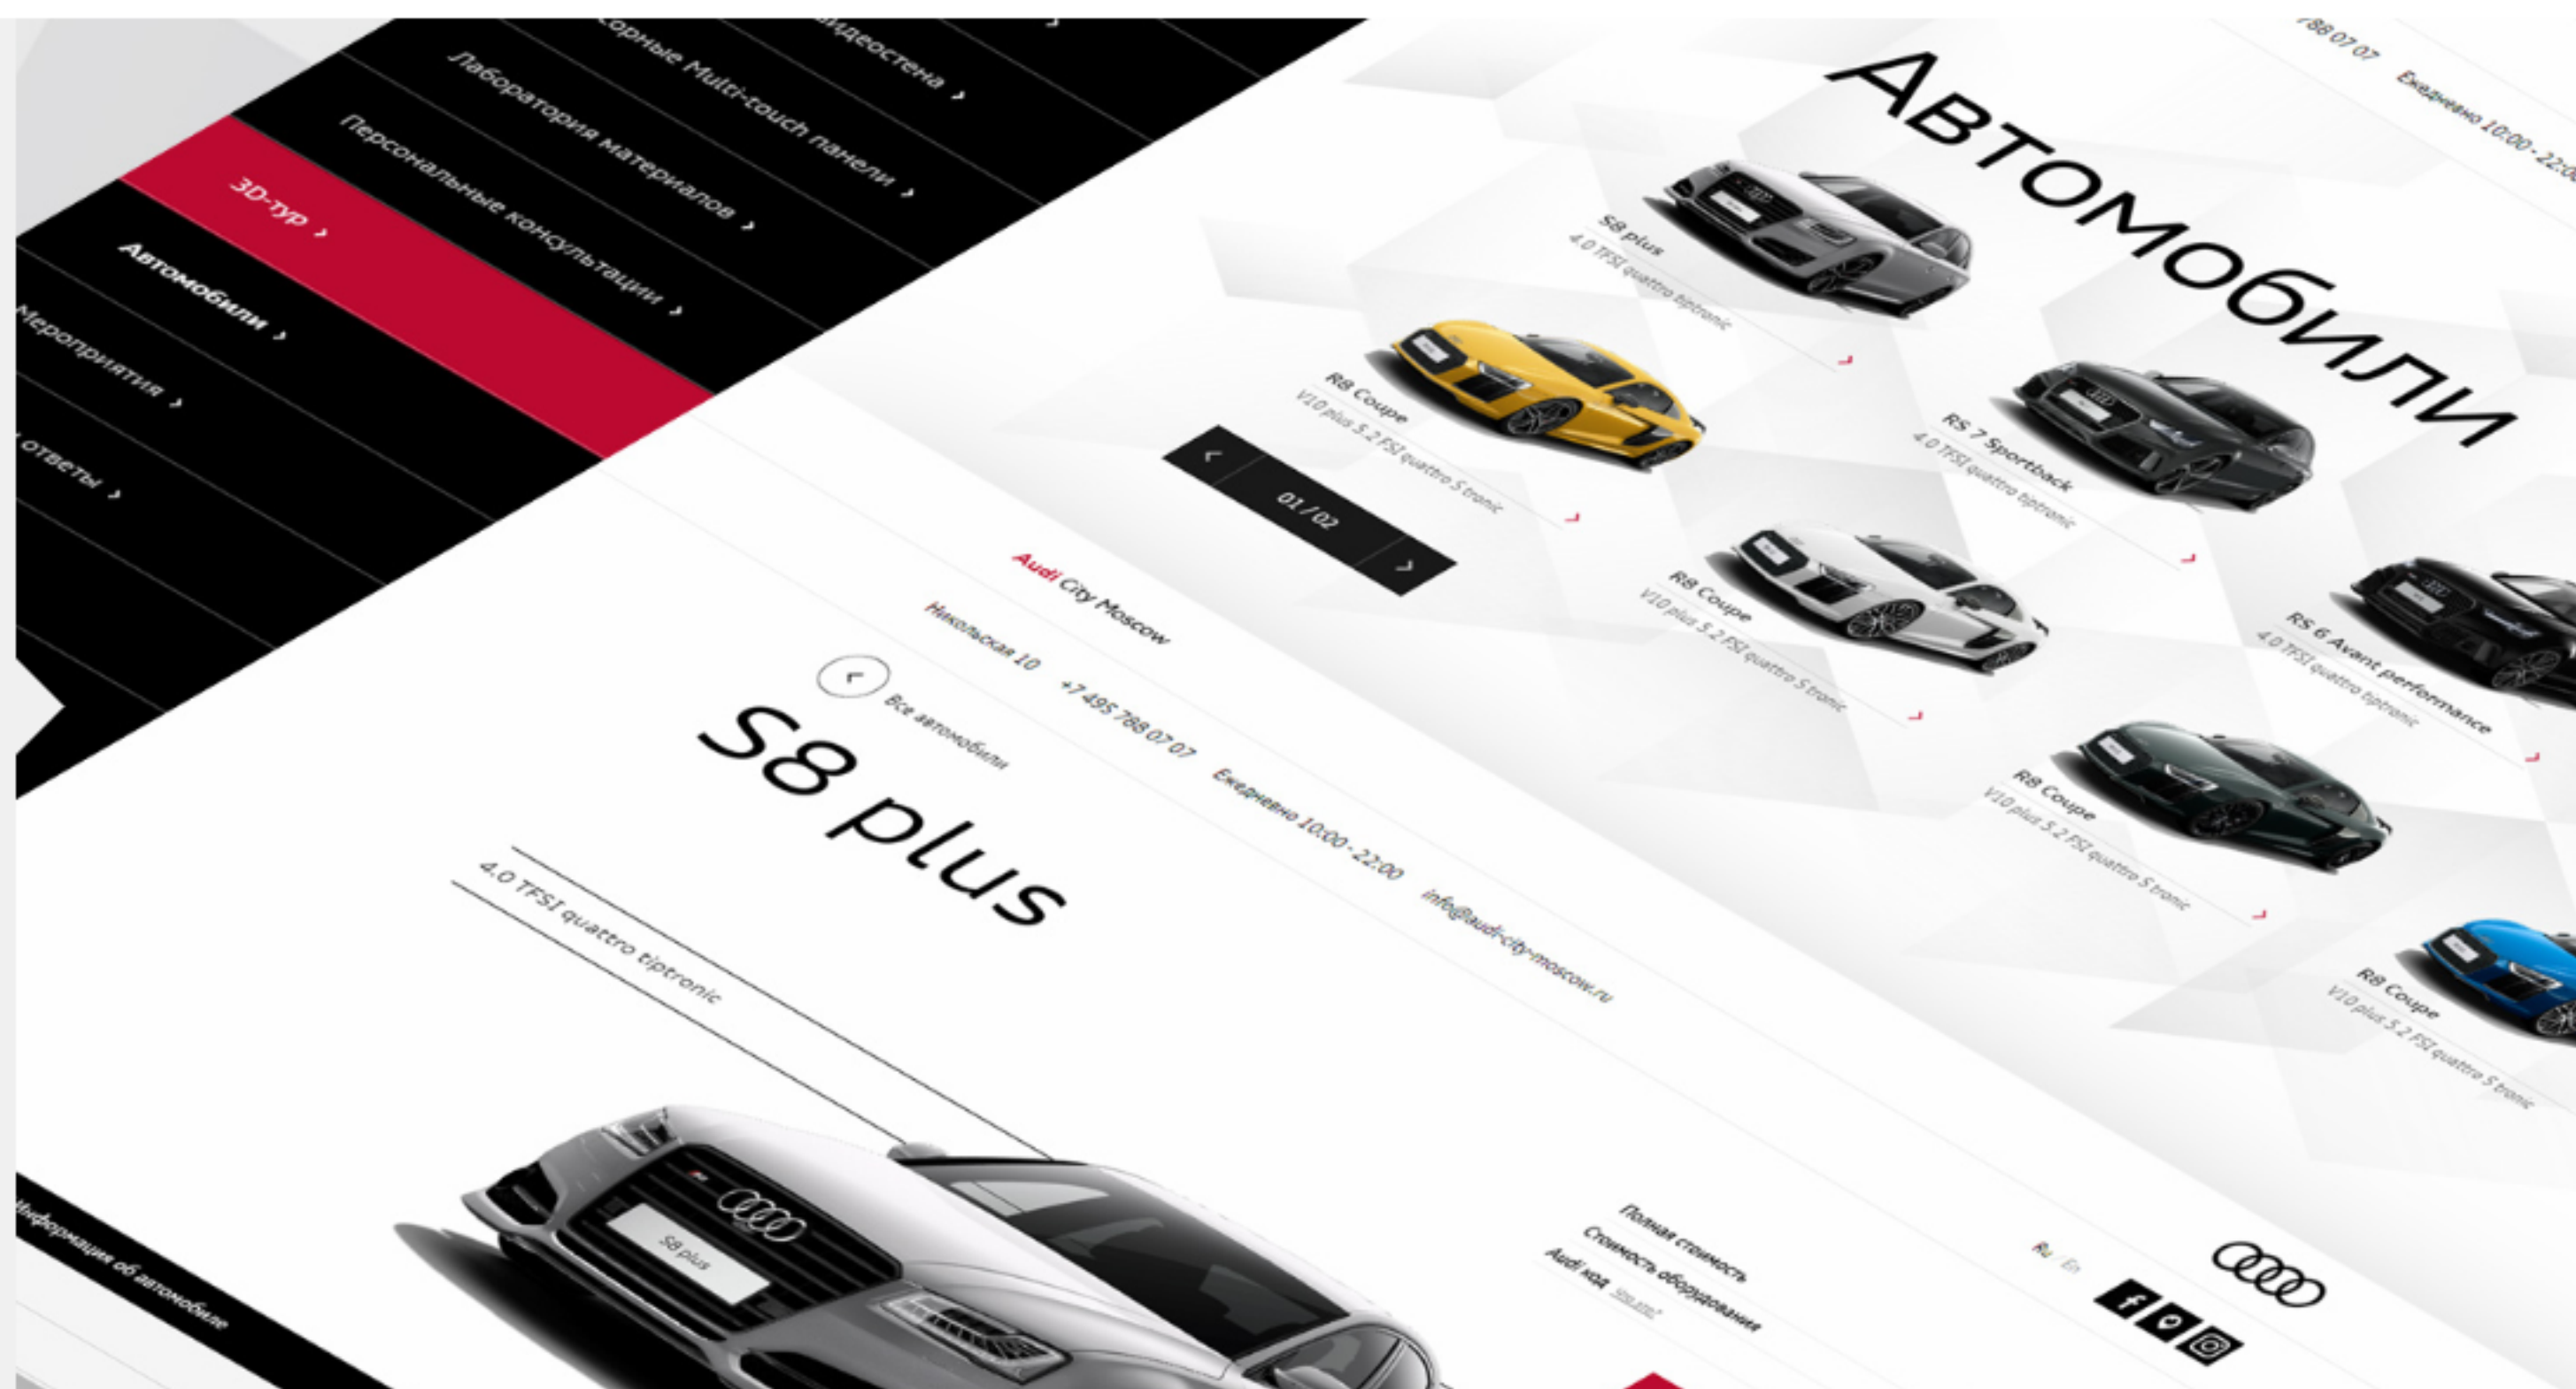 Multi-touch панели
Лаборатория материалов
Персональные консультации
3D-тур
Автомобили
Мероприятия
ответы
788 07 07 Ежедневно 10:00 - 22:00
Автомобили
S8 plus
4.0 TFSI quattro tiptronic
RS 7 Sportback
4.0 TFSI quattro tiptronic
RS 6 Avant performance
4.0 TFSI quattro tiptronic
R8 Coupe
V10 plus 5.2 FSI quattro S tronic
R8 Coupe
V10 plus 5.2 FSI quattro S tronic
R8 Coupe
V10 plus 5.2 FSI quattro S tronic
R8 Coupe
V10 plus 5.2 FSI quattro S tronic
01 / 02
Audi City Moscow
Никольская 10 +7 495 788 07 07 Ежедневно 10:00 - 22:00 info@audi-city-moscow.ru
Все автомобили
S8 plus
4.0 TFSI quattro tiptronic
S8 plus
Полная стоимость
Стоимость оборудования
Audi код Что это?
Ru / En
Информация об автомобиле